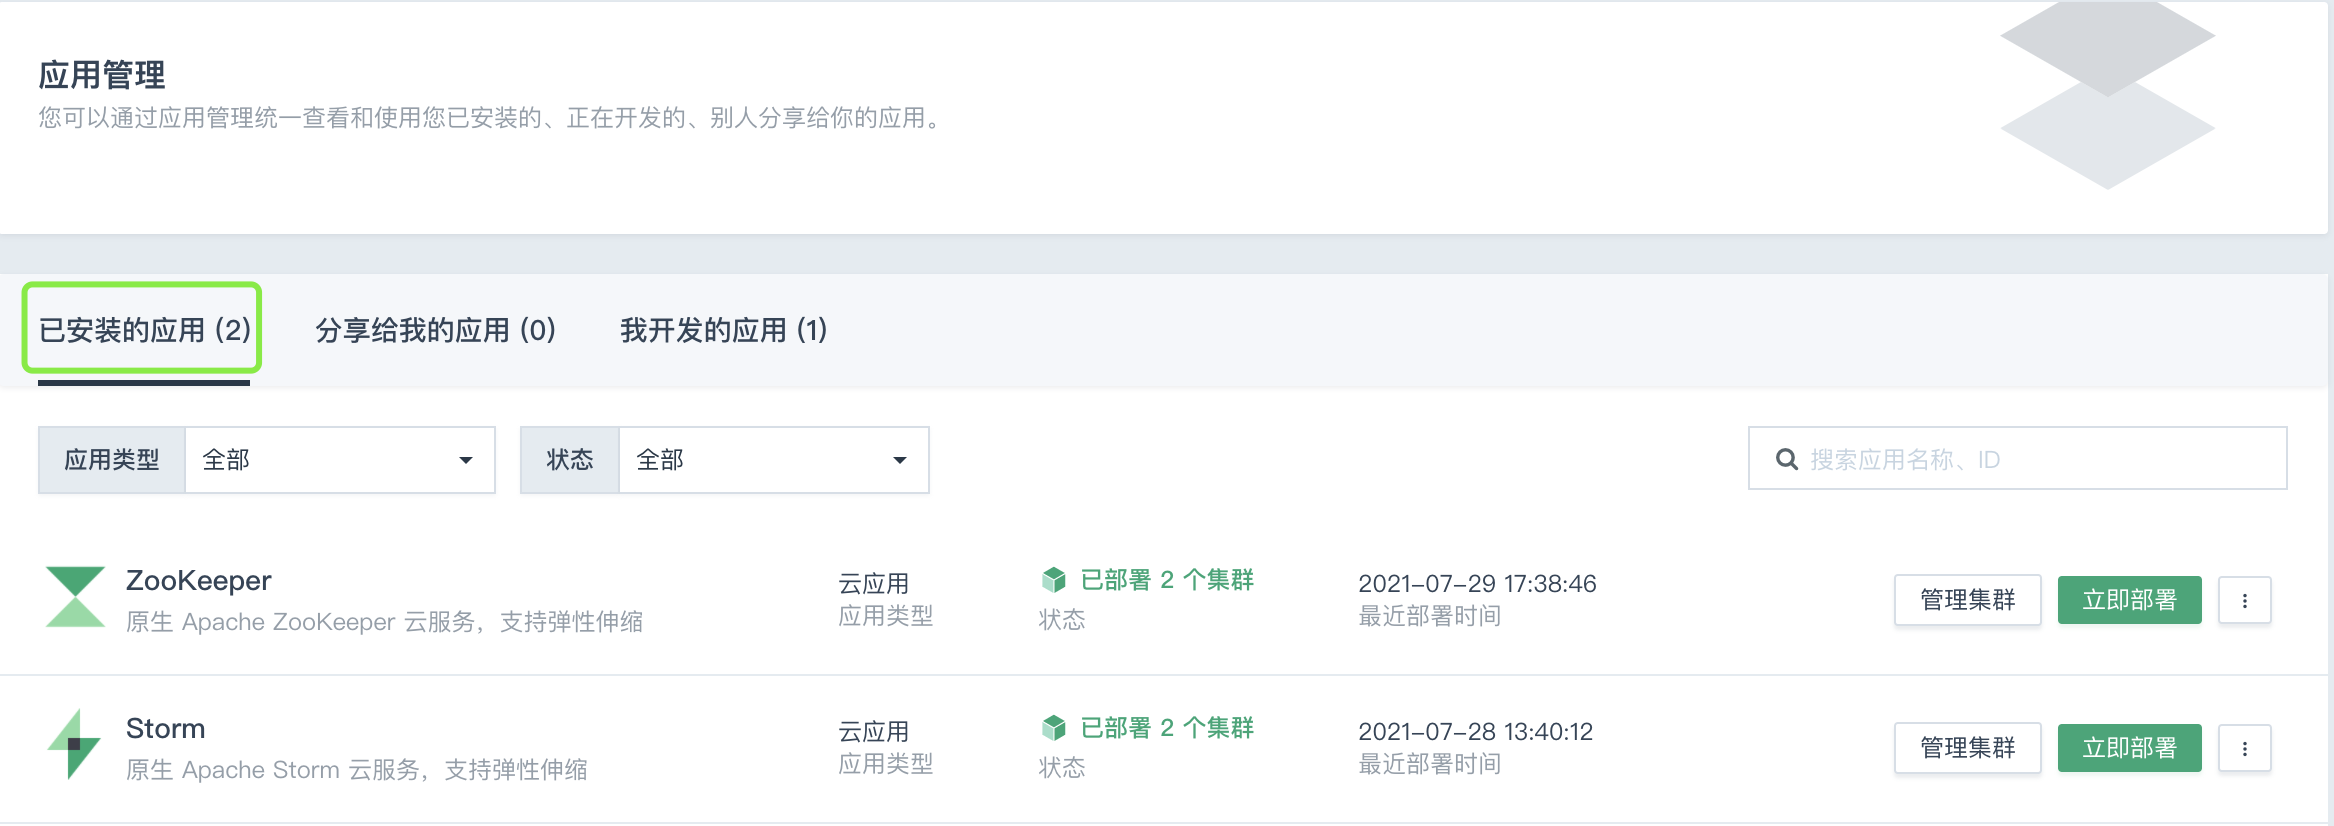 应用管理
您可以通过应用管理统一查看和使用您已安装的、正在开发的、别人分享给你的应用。
已安装的应用 (2) 分享给我的应用 (0) 我开发的应用 (1)
应用类型 全部 状态 全部 搜索应用名称、ID
ZooKeeper 云应用 已部署 2 个集群 2021-07-29 17:38:46 管理集群 立即部署
原生 Apache ZooKeeper 云服务，支持弹性伸缩 应用类型 状态 最近部署时间
Storm 云应用 已部署 2 个集群 2021-07-28 13:40:12 管理集群 立即部署
原生 Apache Storm 云服务，支持弹性伸缩 应用类型 状态 最近部署时间